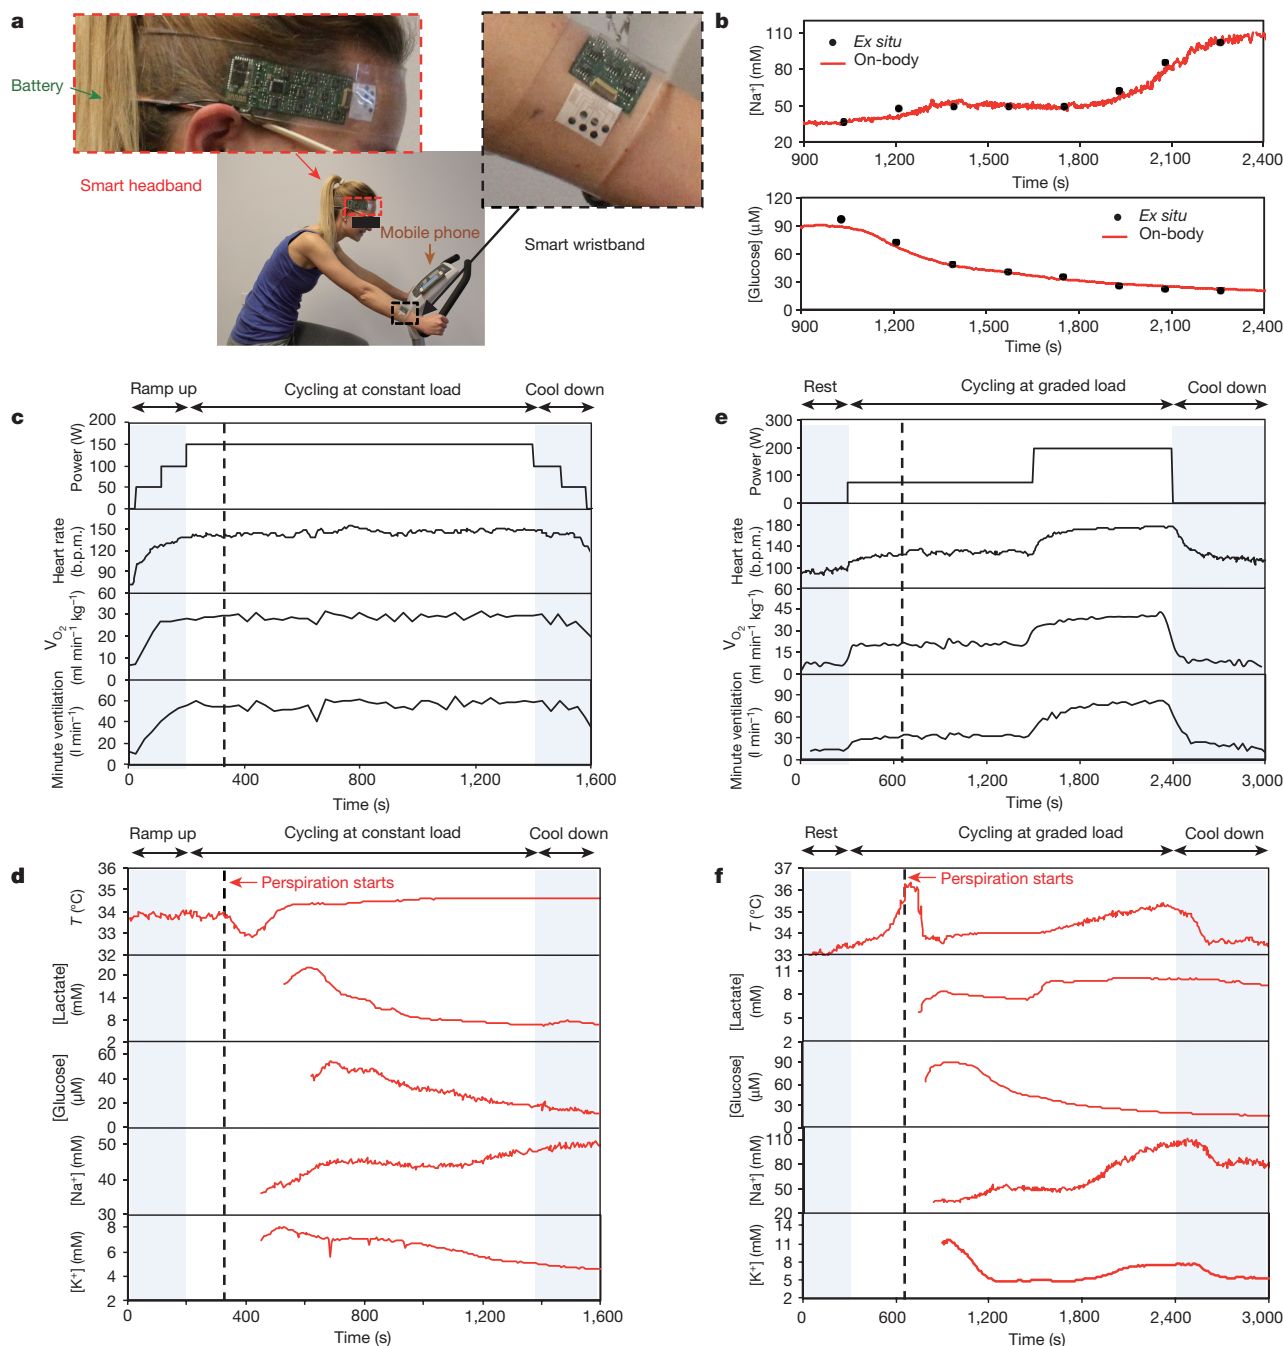 a
Battery
Smart headband
Mobile phone
Smart wristband
b
[Na⁺] (mM)
110
80
50
20
Ex situ
On-body
900
1,200
1,500
1,800
2,100
2,400
Time (s)
[Glucose] (µM)
90
60
30
0
Ex situ
On-body
900
1,200
1,500
1,800
2,100
2,400
Time (s)
c
Ramp up
Cycling at constant load
Cool down
Power (W)
200
150
100
50
0
Heart rate
(b.p.m.)
150
120
90
60
V_O₂
(ml min⁻¹ kg⁻¹)
30
20
10
0
Minute ventilation
(l min⁻¹)
60
40
20
0
0
400
800
1,200
1,600
Time (s)
e
Rest
Cycling at graded load
Cool down
Power (W)
300
200
100
0
Heart rate
(b.p.m.)
180
140
100
60
V_O₂
(ml min⁻¹ kg⁻¹)
45
30
15
0
Minute ventilation
(l min⁻¹)
90
60
30
0
0
600
1,200
1,800
2,400
3,000
Time (s)
d
Ramp up
Cycling at constant load
Cool down
Perspiration starts
T (°C)
36
35
34
33
32
[Lactate]
(mM)
20
14
8
2
[Glucose]
(µM)
60
40
20
0
[Na⁺] (mM)
50
40
30
[K⁺] (mM)
8
6
4
2
0
400
800
1,200
1,600
Time (s)
f
Rest
Cycling at graded load
Cool down
Perspiration starts
T (°C)
37
36
35
34
33
[Lactate]
(mM)
11
8
5
2
[Glucose]
(µM)
90
60
30
0
[Na⁺] (mM)
110
80
50
20
[K⁺] (mM)
14
11
8
5
2
0
600
1,200
1,800
2,400
3,000
Time (s)